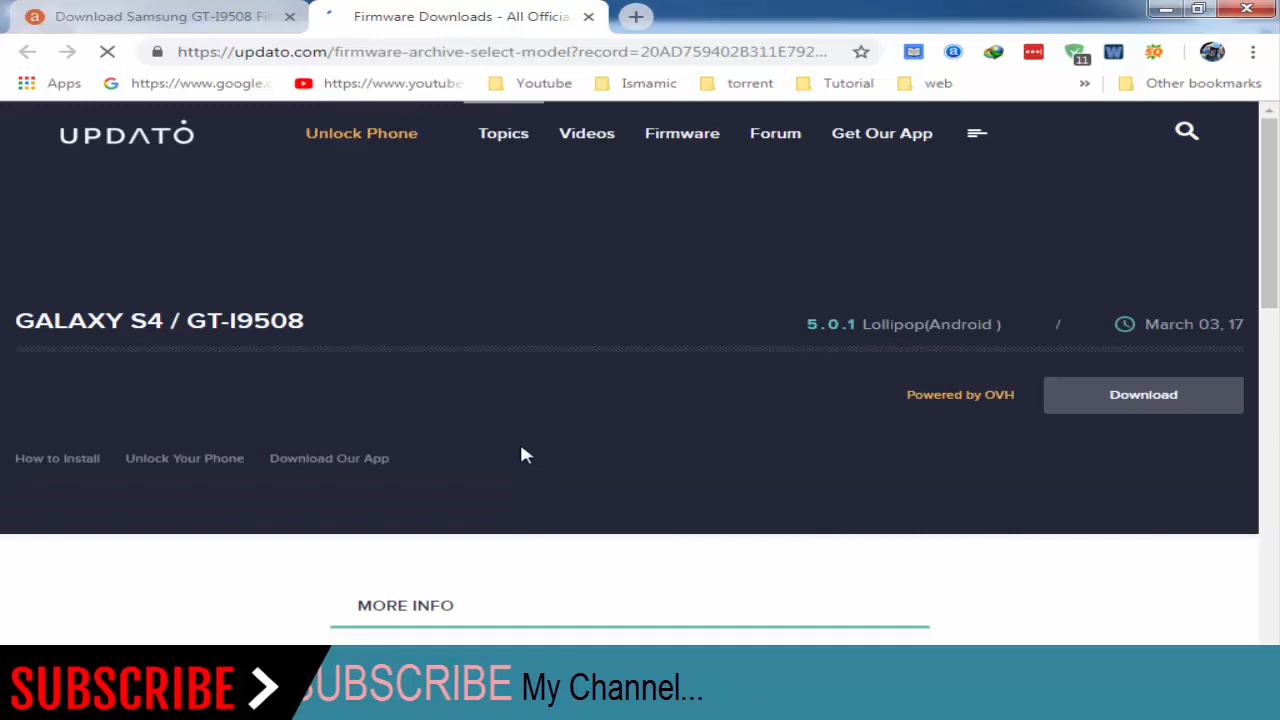 Download Samsung GT-I9508 Fi
Firmware Downloads - All Officia
https://updato.com/firmware-archive-select-model?record=20AD759402B311E792...
11
Apps
https://www.google.c
https://www.youtube
Youtube
Ismamic
torrent
Tutorial
web
»
Other bookmarks
UPDATO
Unlock Phone
Topics
Videos
Firmware
Forum
Get Our App
GALAXY S4 / GT-I9508
5.0.1 Lollipop(Android )
/
March 03, 17
Powered by OVH
Download
How to Install
Unlock Your Phone
Download Our App
MORE INFO
SUBSCRIBE
SUBSCRIBE My Channel...